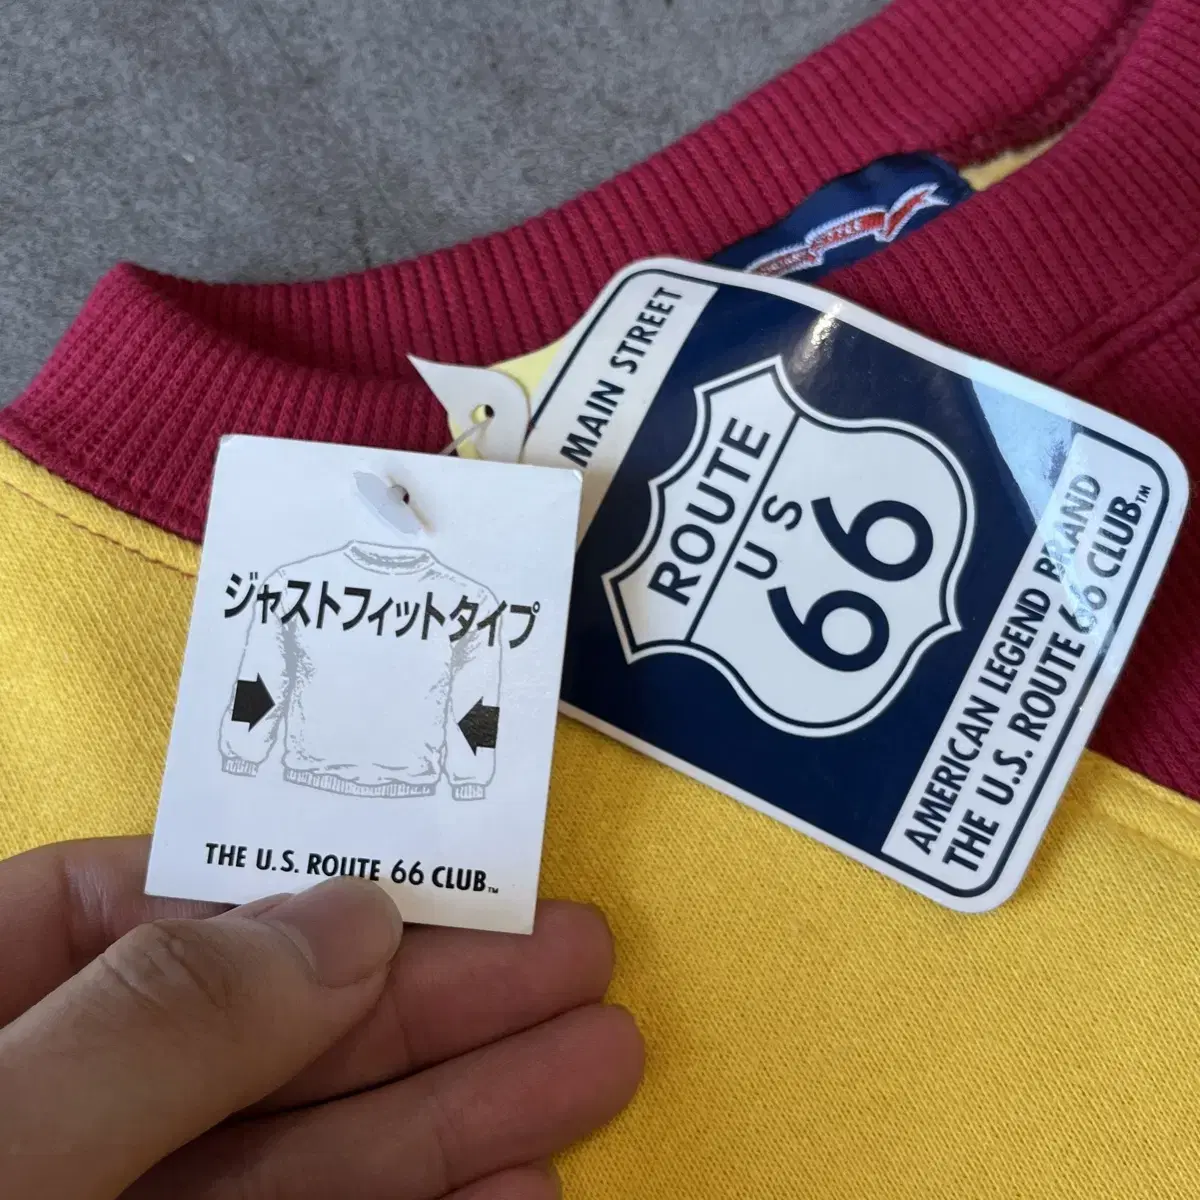 ジャストフィットタイプ
THE U.S. ROUTE 66 CLUB™
MAIN STREET
ROUTE
U S
66
AMERICAN LEGEND BRAND
THE U.S. ROUTE 66 CLUB™